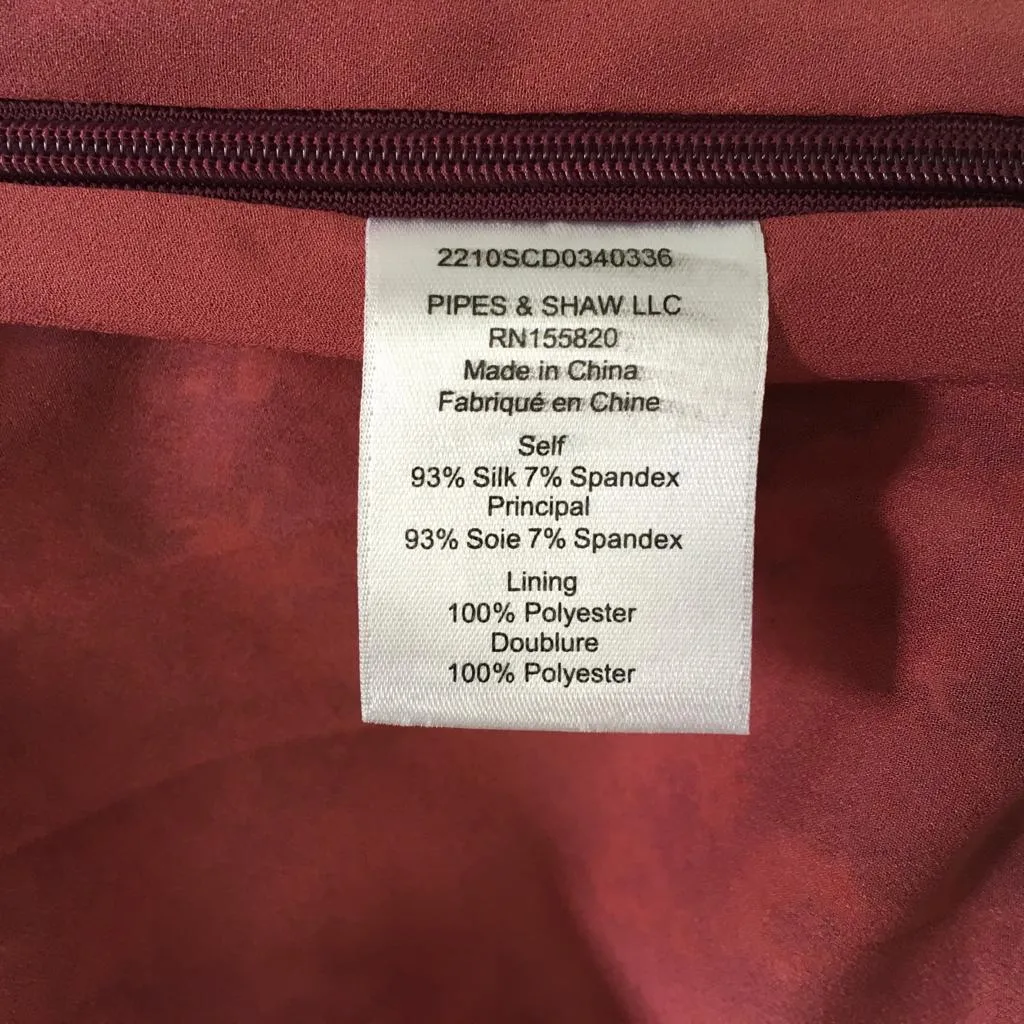 2210SCD0340336
PIPES & SHAW LLC
RN155820
Made in China
Fabriqué en Chine
Self
93% Silk 7% Spandex
Principal
93% Soie 7% Spandex
Lining
100% Polyester
Doublure
100% Polyester